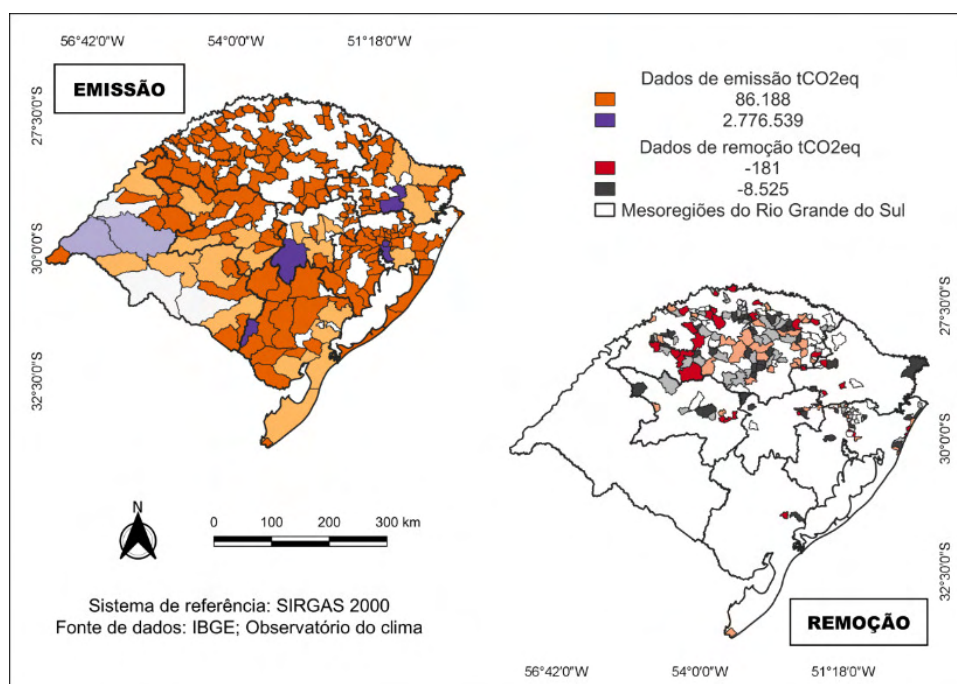 56°42'0"W 54°0'0"W 51°18'0"W
EMISSÃO
27°30'0"S
30°0'0"S
32°30'0"S
Dados de emissão tCO2eq
86.188
2.776.539
Dados de remoção tCO2eq
-181
-8.525
Mesoregiões do Rio Grande do Sul
27°30'0"S
30°0'0"S
32°30'0"S
N
0 100 200 300 km
Sistema de referência: SIRGAS 2000
Fonte de dados: IBGE; Observatório do clima
REMOÇÃO
56°42'0"W 54°0'0"W 51°18'0"W